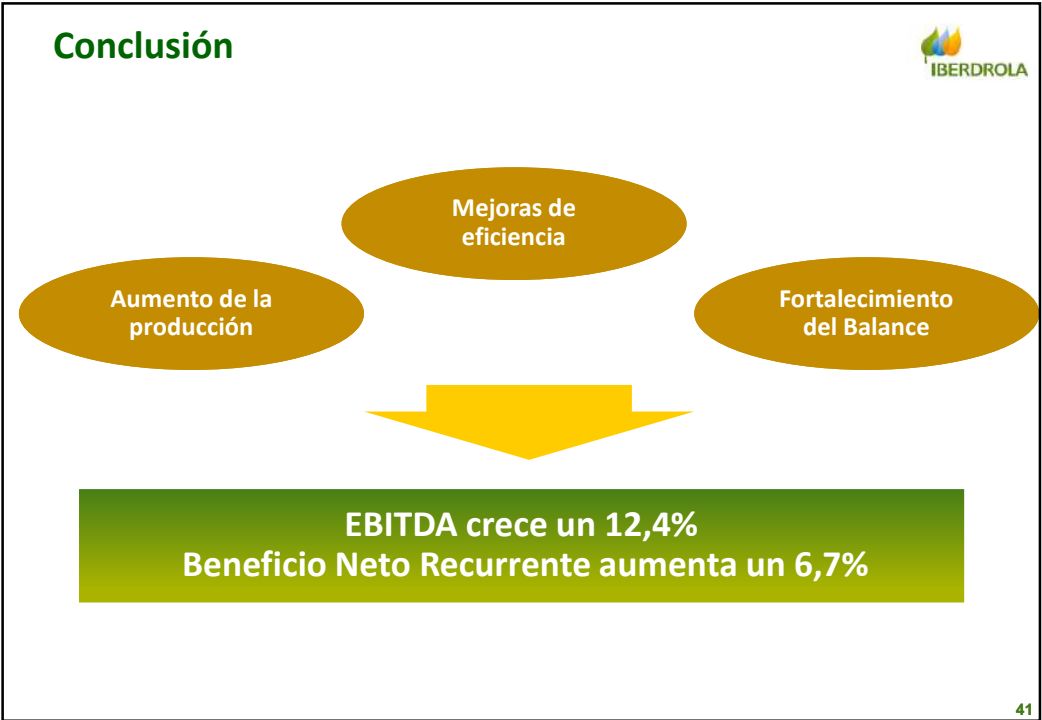 Conclusión
IBERDROLA
Mejoras de
eficiencia
Aumento de la
producción
Fortalecimiento
del Balance
EBITDA crece un 12,4%
Beneficio Neto Recurrente aumenta un 6,7%
41